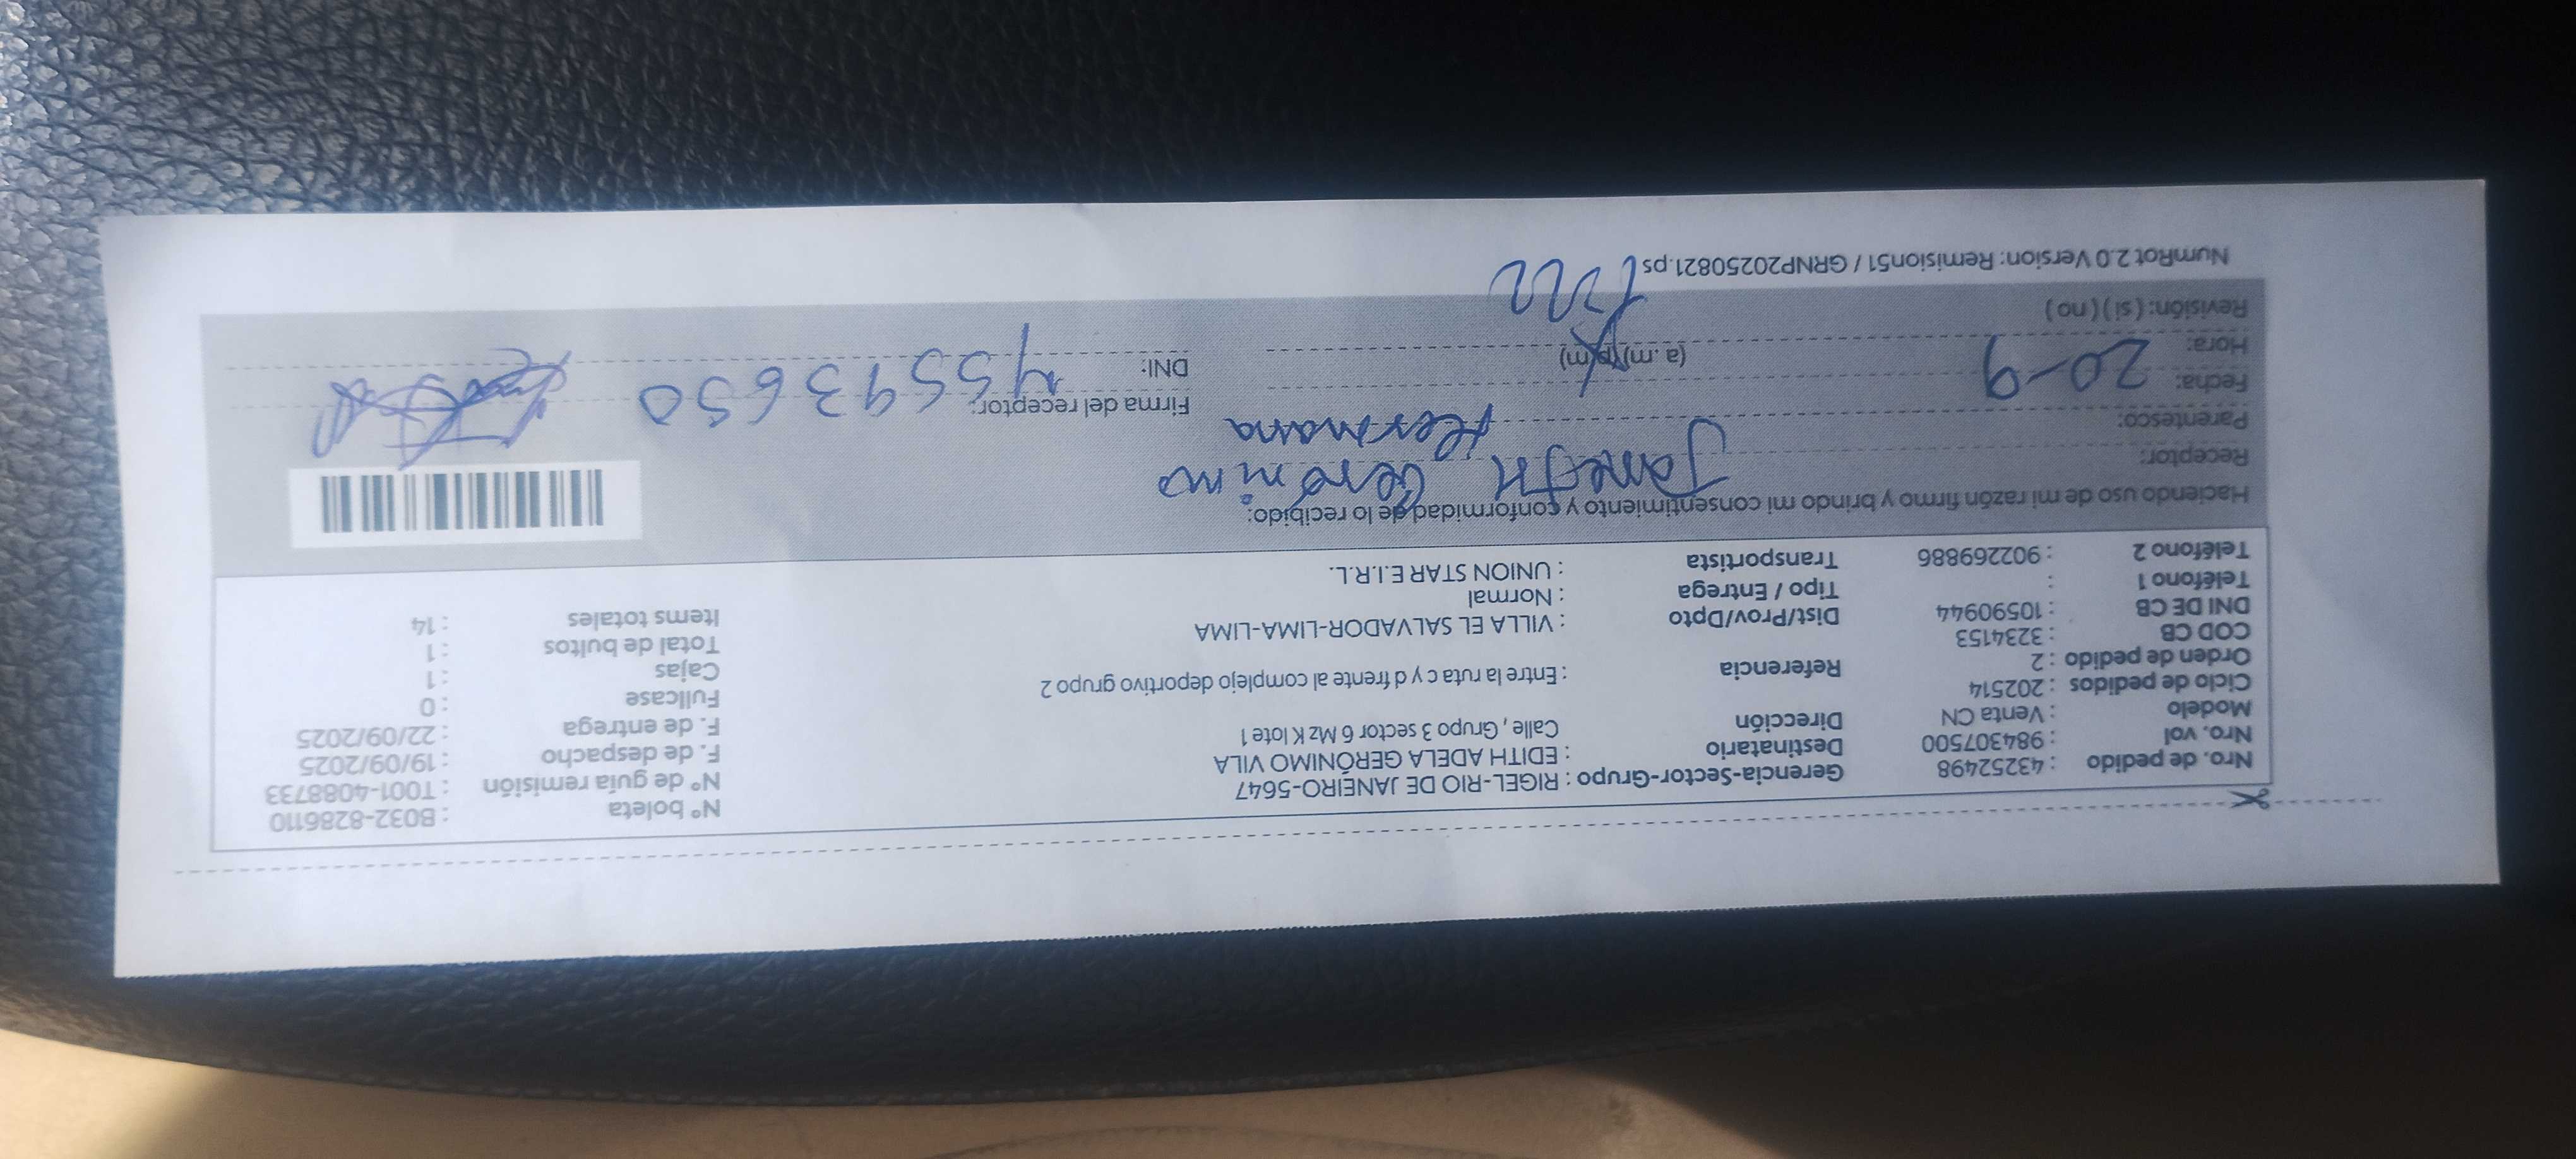 Nro. de pedido : 43252498 Gerencia-Sector-Grupo : RIGEL-RIO DE JANEIRO-5647 N° boleta : B032-8286110
Nro. vol : 984307500 Destinatario : EDITH ADELA GERÓNIMO VILA N° de guía remisión : T001-4088733
Modelo : Venta CN Dirección Calle , Grupo 3 sector 6 Mz K lote 1 F. de despacho : 19/09/2025
Ciclo de pedidos : 202514 F. de entrega : 22/09/2025
Orden de pedido : 2 Referencia : Entre la ruta c y d frente al complejo deportivo grupo 2 Fullcase : 0
COD CB : 3234153 Cajas : 1
DNI DE CB : 10590944 Dist/Prov/Dpto : VILLA EL SALVADOR-LIMA-LIMA Total de bultos : 1
Teléfono 1 : Tipo / Entrega : Normal Items totales : 14
Teléfono 2 : 902269886 Transportista : UNION STAR E.I.R.L.
Haciendo uso de mi razón firmo y brindo mi consentimiento y conformidad de lo recibido:
Receptor: Janeth Geronimo
Parentesco: Hermana
Fecha: 20-9 Firma del receptor:
Hora: (a. m) (p. m) DNI: 45593650
Revisión: ( si ) ( no )
NumRot 2.0 Version: Remision51 / GRNP20250821.ps